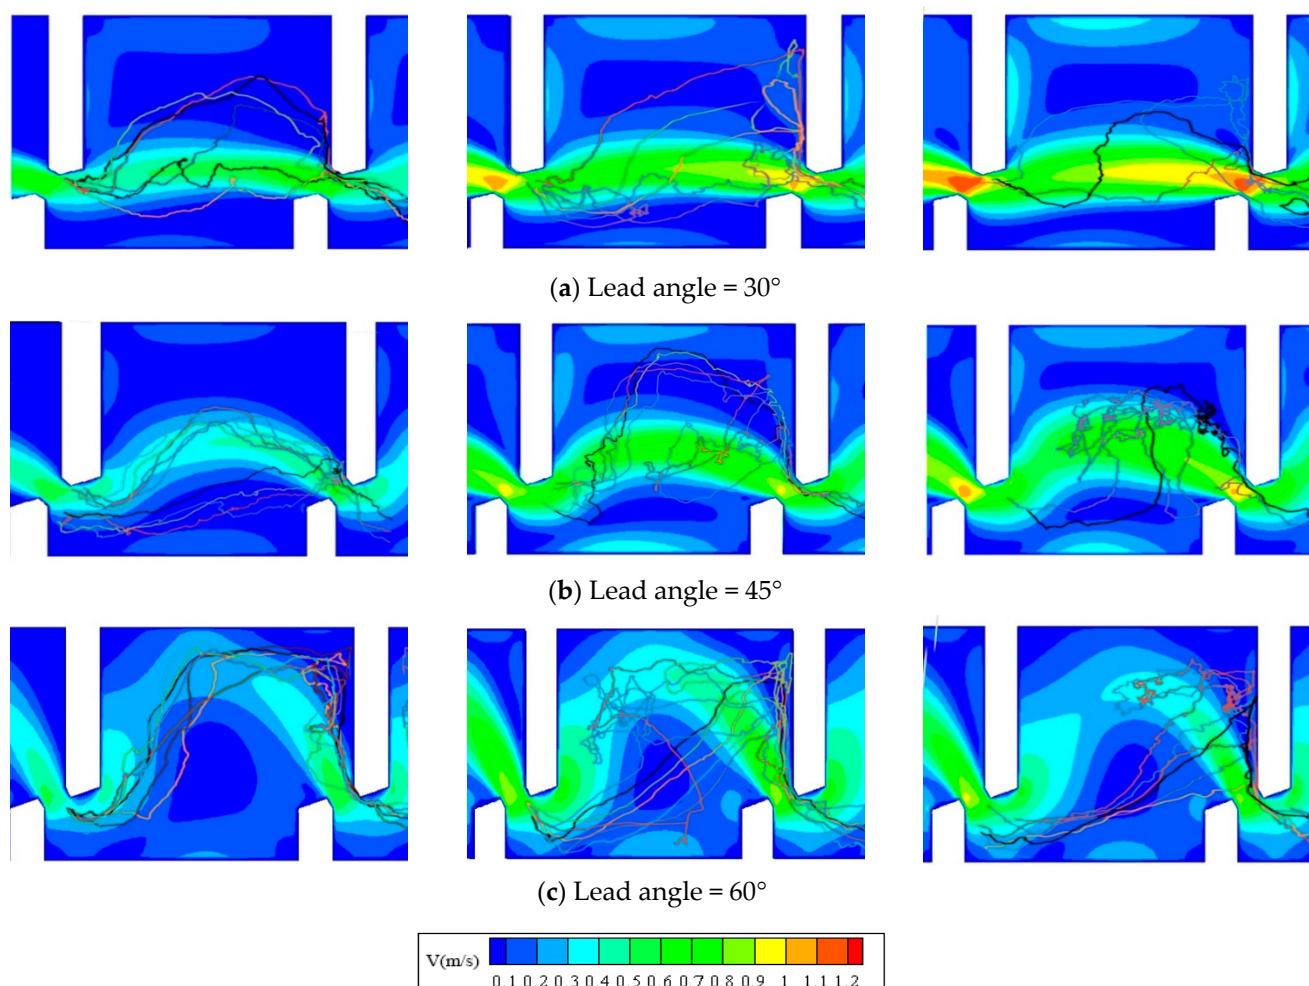 (a) Lead angle = 30°
(b) Lead angle = 45°
(c) Lead angle = 60°
V(m/s)
0.1 0.2 0.3 0.4 0.5 0.6 0.7 0.8 0.9 1 1.1 1.2